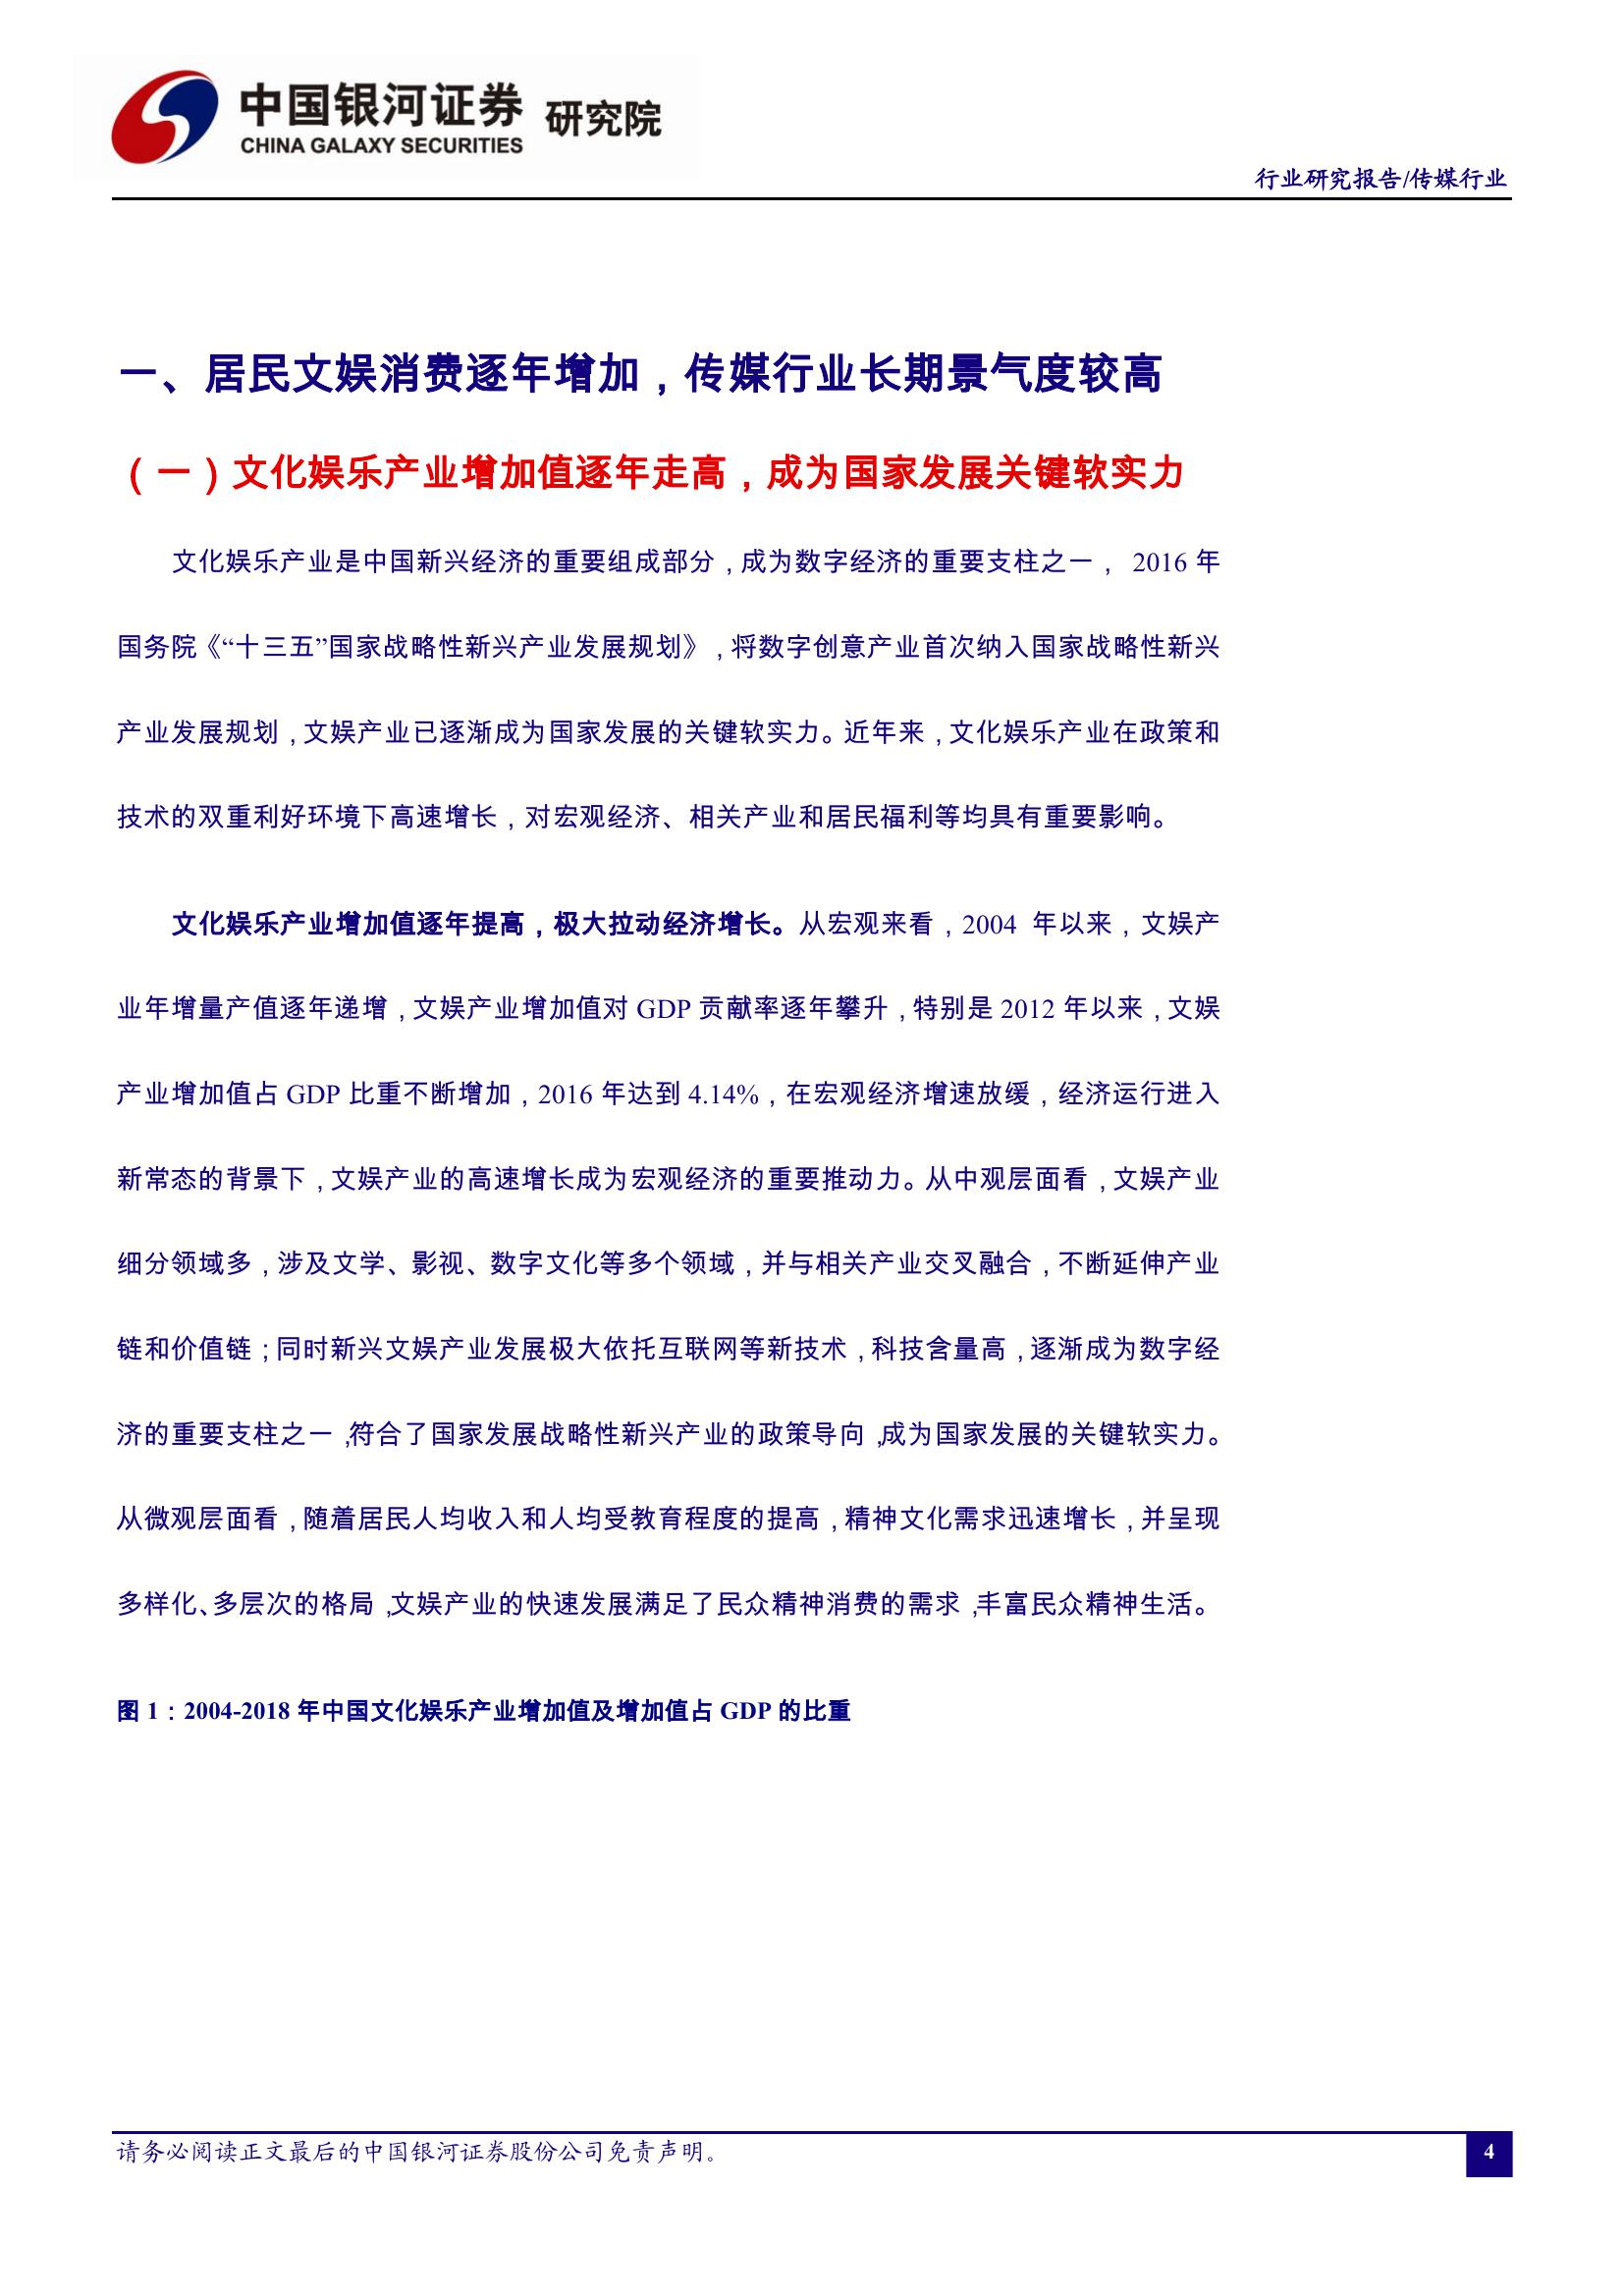 中国银河证券 研究院
CHINA GALAXY SECURITIES
行业研究报告/传媒行业
一、居民文娱消费逐年增加，传媒行业长期景气度较高
（一）文化娱乐产业增加值逐年走高，成为国家发展关键软实力
文化娱乐产业是中国新兴经济的重要组成部分，成为数字经济的重要支柱之一， 2016 年
国务院《“十三五”国家战略性新兴产业发展规划》，将数字创意产业首次纳入国家战略性新兴
产业发展规划，文娱产业已逐渐成为国家发展的关键软实力。近年来，文化娱乐产业在政策和
技术的双重利好环境下高速增长，对宏观经济、相关产业和居民福利等均具有重要影响。
文化娱乐产业增加值逐年提高，极大拉动经济增长。从宏观来看，2004 年以来，文娱产
业年增量产值逐年递增，文娱产业增加值对 GDP 贡献率逐年攀升，特别是 2012 年以来，文娱
产业增加值占 GDP 比重不断增加，2016 年达到 4.14%，在宏观经济增速放缓，经济运行进入
新常态的背景下，文娱产业的高速增长成为宏观经济的重要推动力。从中观层面看，文娱产业
细分领域多，涉及文学、影视、数字文化等多个领域，并与相关产业交叉融合，不断延伸产业
链和价值链；同时新兴文娱产业发展极大依托互联网等新技术，科技含量高，逐渐成为数字经
济的重要支柱之一，符合了国家发展战略性新兴产业的政策导向，成为国家发展的关键软实力。
从微观层面看，随着居民人均收入和人均受教育程度的提高，精神文化需求迅速增长，并呈现
多样化、多层次的格局，文娱产业的快速发展满足了民众精神消费的需求，丰富民众精神生活。
图 1：2004-2018 年中国文化娱乐产业增加值及增加值占 GDP 的比重
请务必阅读正文最后的中国银河证券股份公司免责声明。
4